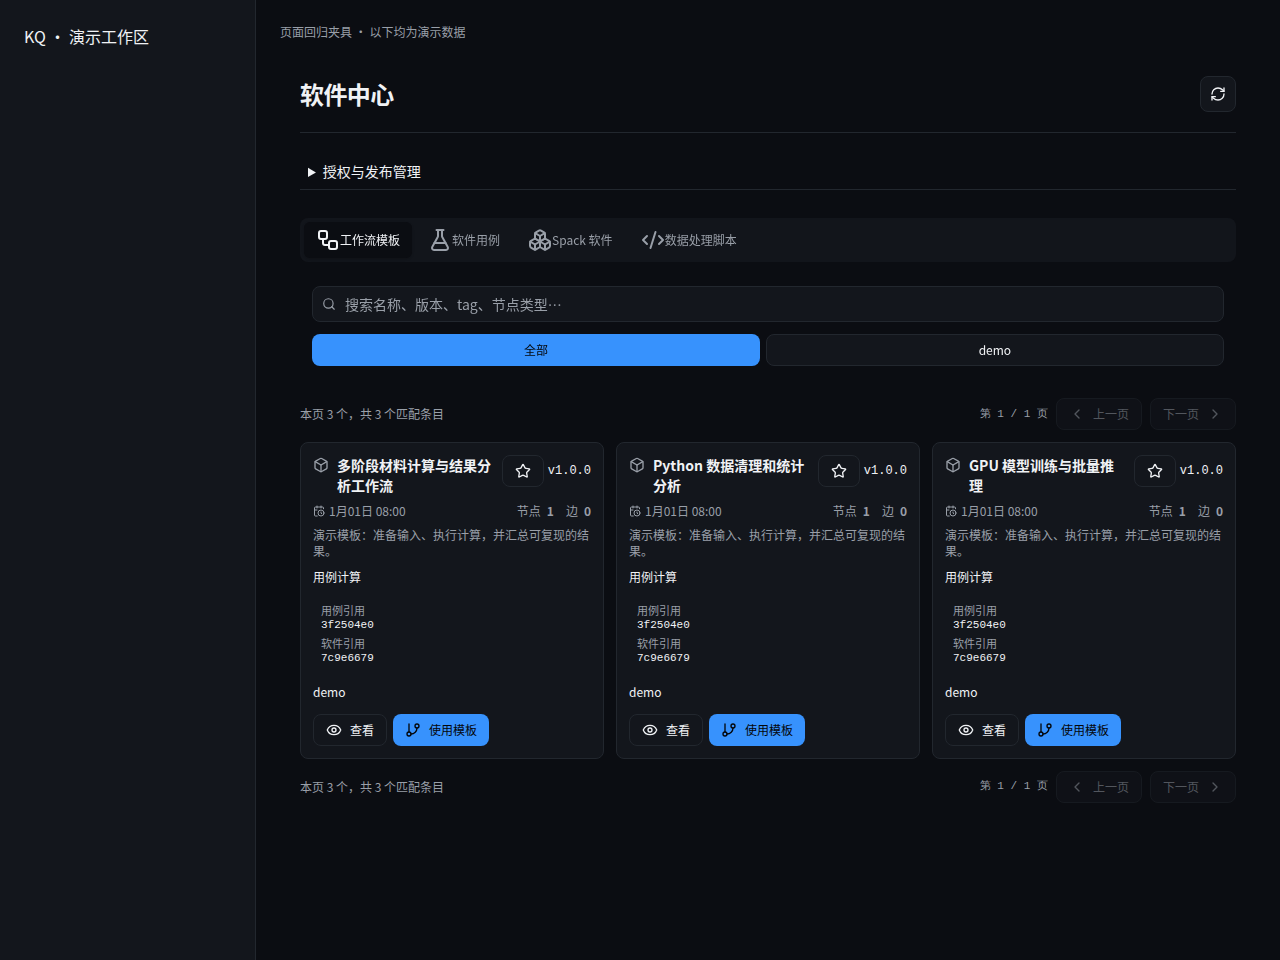 KQ · 演示工作区
页面回归夹具 · 以下均为演示数据
软件中心
授权与发布管理
工作流模板 软件用例 Spack 软件 数据处理脚本
搜索名称、版本、tag、节点类型…
全部 demo
本页 3 个，共 3 个匹配条目
第 1 / 1 页 上一页 下一页
多阶段材料计算与结果分析工作流 v1.0.0
1月01日 08:00 节点 1 边 0
演示模板：准备输入、执行计算，并汇总可复现的结果。
用例计算
用例引用
3f2504e0
软件引用
7c9e6679
demo
查看 使用模板
Python 数据清理和统计分析 v1.0.0
1月01日 08:00 节点 1 边 0
演示模板：准备输入、执行计算，并汇总可复现的结果。
用例计算
用例引用
3f2504e0
软件引用
7c9e6679
demo
查看 使用模板
GPU 模型训练与批量推理 v1.0.0
1月01日 08:00 节点 1 边 0
演示模板：准备输入、执行计算，并汇总可复现的结果。
用例计算
用例引用
3f2504e0
软件引用
7c9e6679
demo
查看 使用模板
本页 3 个，共 3 个匹配条目
第 1 / 1 页 上一页 下一页